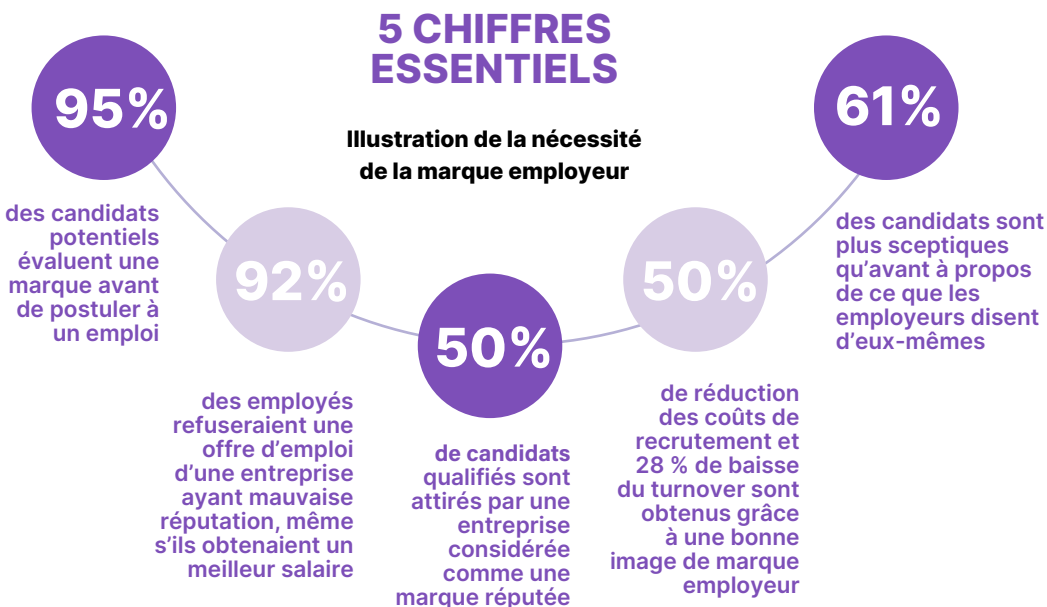 5 CHIFFRES
ESSENTIELS
Illustration de la nécessité
de la marque employeur
95%
des candidats
potentiels
évaluent une
marque avant
de postuler à
un emploi
92%
des employés
refuseraient une
offre d’emploi
d’une entreprise
ayant mauvaise
réputation, même
s’ils obtenaient un
meilleur salaire
50%
de candidats
qualifiés sont
attirés par une
entreprise
considérée
comme une
marque réputée
50%
de réduction
des coûts de
recrutement et
28 % de baisse
du turnover sont
obtenus grâce
à une bonne
image de marque
employeur
61%
des candidats sont
plus sceptiques
qu’avant à propos
de ce que les
employeurs disent
d’eux-mêmes